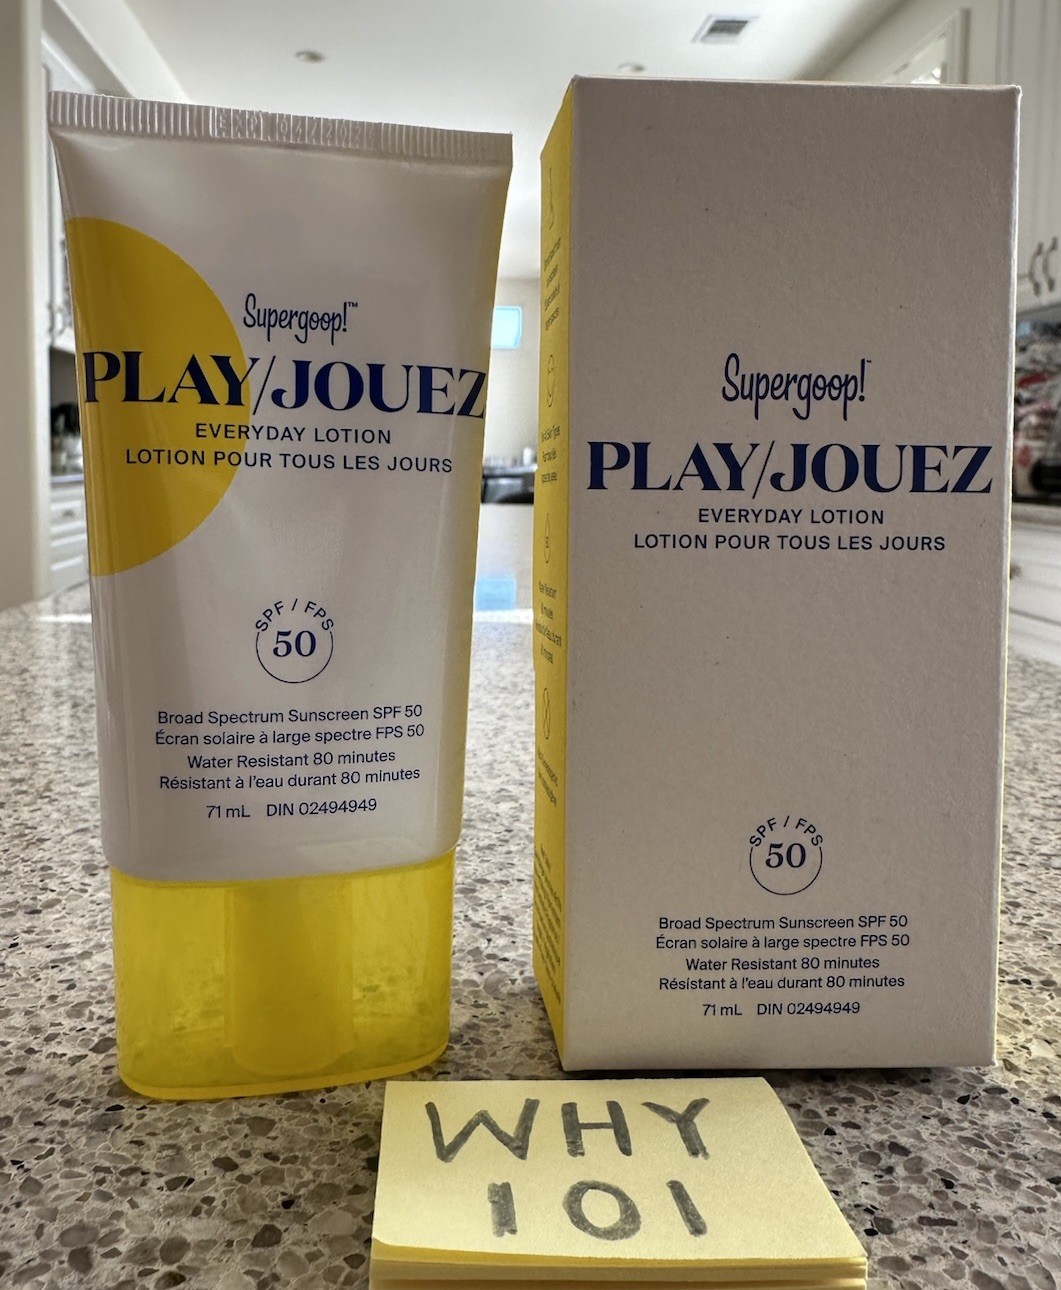 Supergoop!™
PLAY/JOUEZ
EVERYDAY LOTION
LOTION POUR TOUS LES JOURS
SPF / FPS
50
Broad Spectrum Sunscreen SPF 50
Écran solaire à large spectre FPS 50
Water Resistant 80 minutes
Résistant à l'eau durant 80 minutes
71 mL DIN 02494949
Supergoop!™
PLAY/JOUEZ
EVERYDAY LOTION
LOTION POUR TOUS LES JOURS
SPF / FPS
50
Broad Spectrum Sunscreen SPF 50
Écran solaire à large spectre FPS 50
Water Resistant 80 minutes
Résistant à l'eau durant 80 minutes
71 mL DIN 02494949
WHY
101